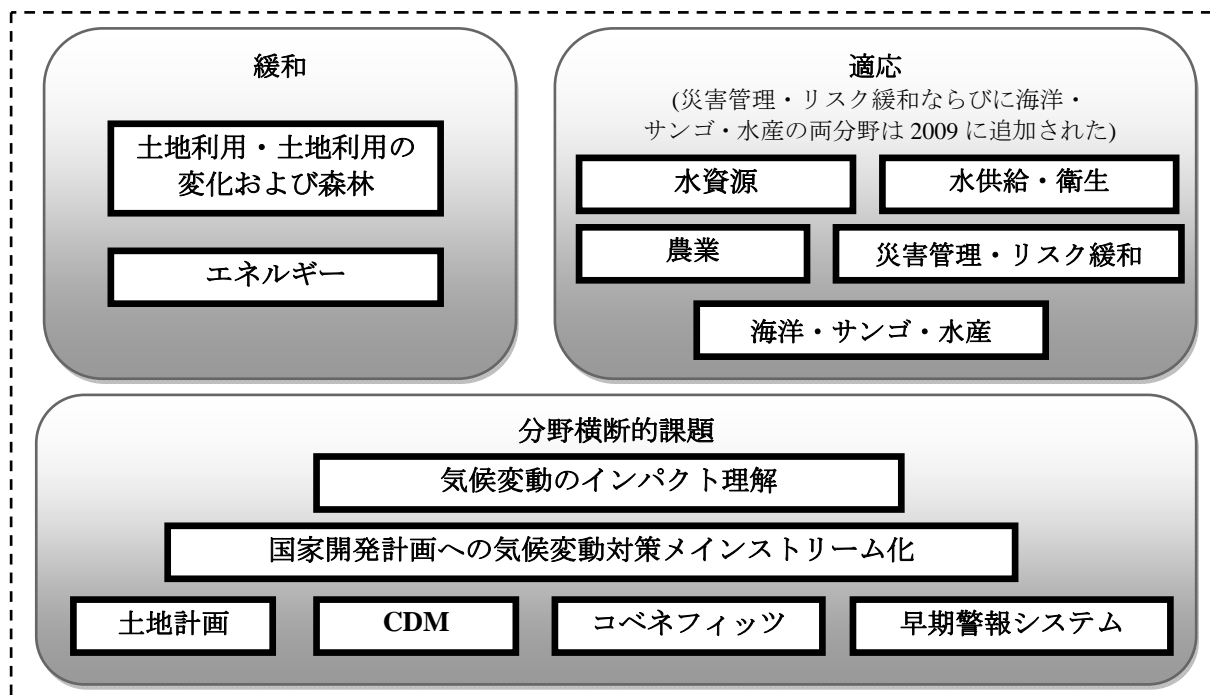 緩和
土地利用・土地利用の
変化および森林
エネルギー
適応
(災害管理・リスク緩和ならびに海洋・
サンゴ・水産の両分野は 2009 に追加された)
水資源
水供給・衛生
農業
災害管理・リスク緩和
海洋・サンゴ・水産
分野横断的課題
気候変動のインパクト理解
国家開発計画への気候変動対策メインストリーム化
土地計画
CDM
コベネフィッツ
早期警報システム